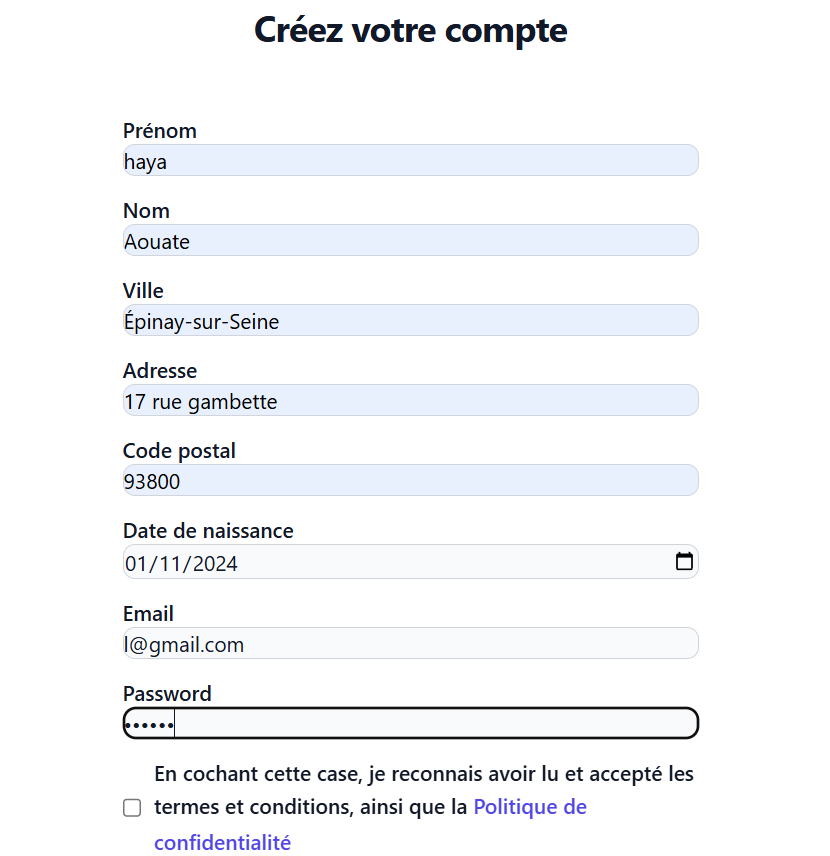 Créez votre compte
Prénom
haya
Nom
Aouate
Ville
Épinay-sur-Seine
Adresse
17 rue gambette
Code postal
93800
Date de naissance
01/11/2024
Email
l@gmail.com
Password
••••••
En cochant cette case, je reconnais avoir lu et accepté les
termes et conditions, ainsi que la Politique de
confidentialité